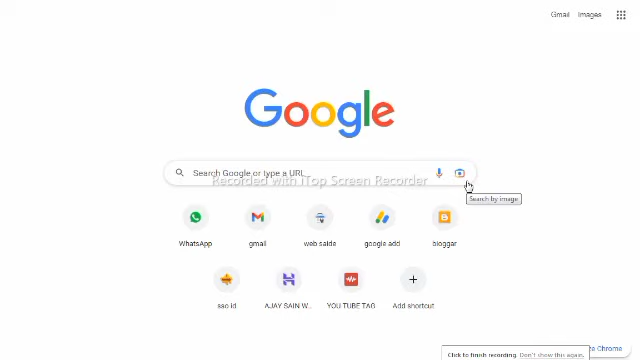 Gmail Images
Google
Search Google or type a URL
Recorded with iTop Screen Recorder
Search by image
WhatsApp gmail web saide google add bloggar
sao id AJAY SAIN W... YOU TUBE TAG Add shortcut
Click to finish recording. Don't show this again. Chrome